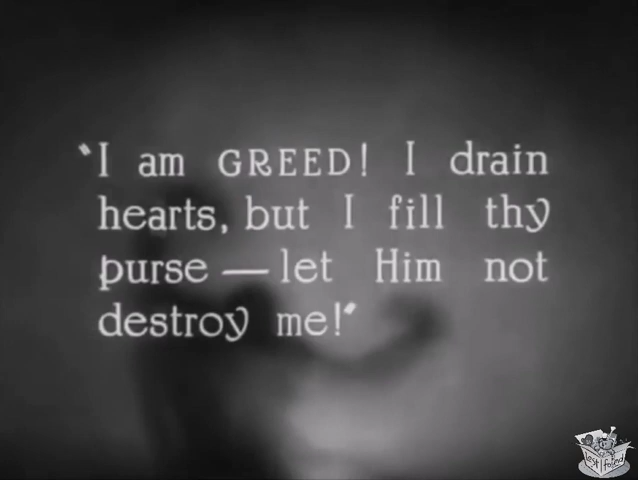 "I am GREED! I drain
hearts, but I fill thy
purse — let Him not
destroy me!"